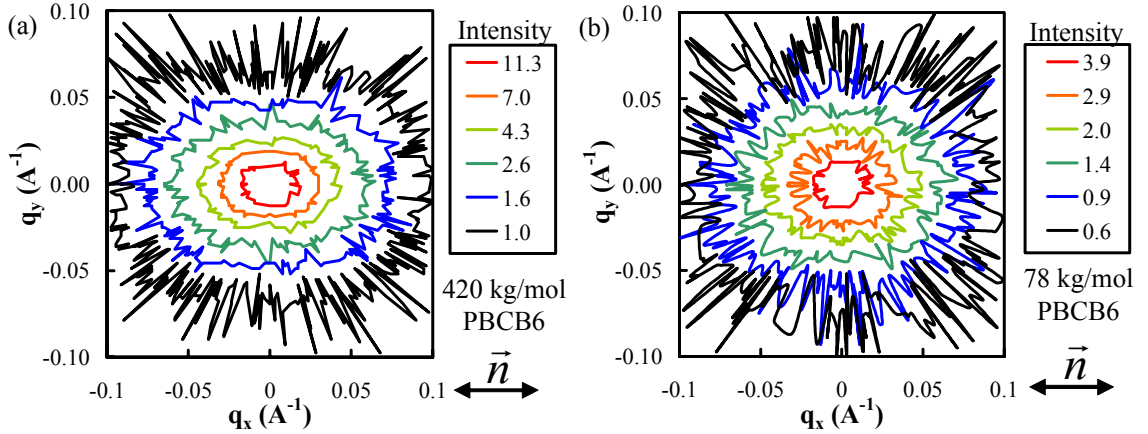 (a)
0.10
0.05
0.00
-0.05
-0.10
q_y (A^-1)
-0.1
-0.05
0
0.05
0.1
q_x (A^-1)
Intensity
11.3
7.0
4.3
2.6
1.6
1.0
420 kg/mol
PBCB6
n
(b)
0.10
0.05
0.00
-0.05
-0.10
q_y (A^-1)
-0.1
-0.05
0
0.05
0.1
q_x (A^-1)
Intensity
3.9
2.9
2.0
1.4
0.9
0.6
78 kg/mol
PBCB6
n